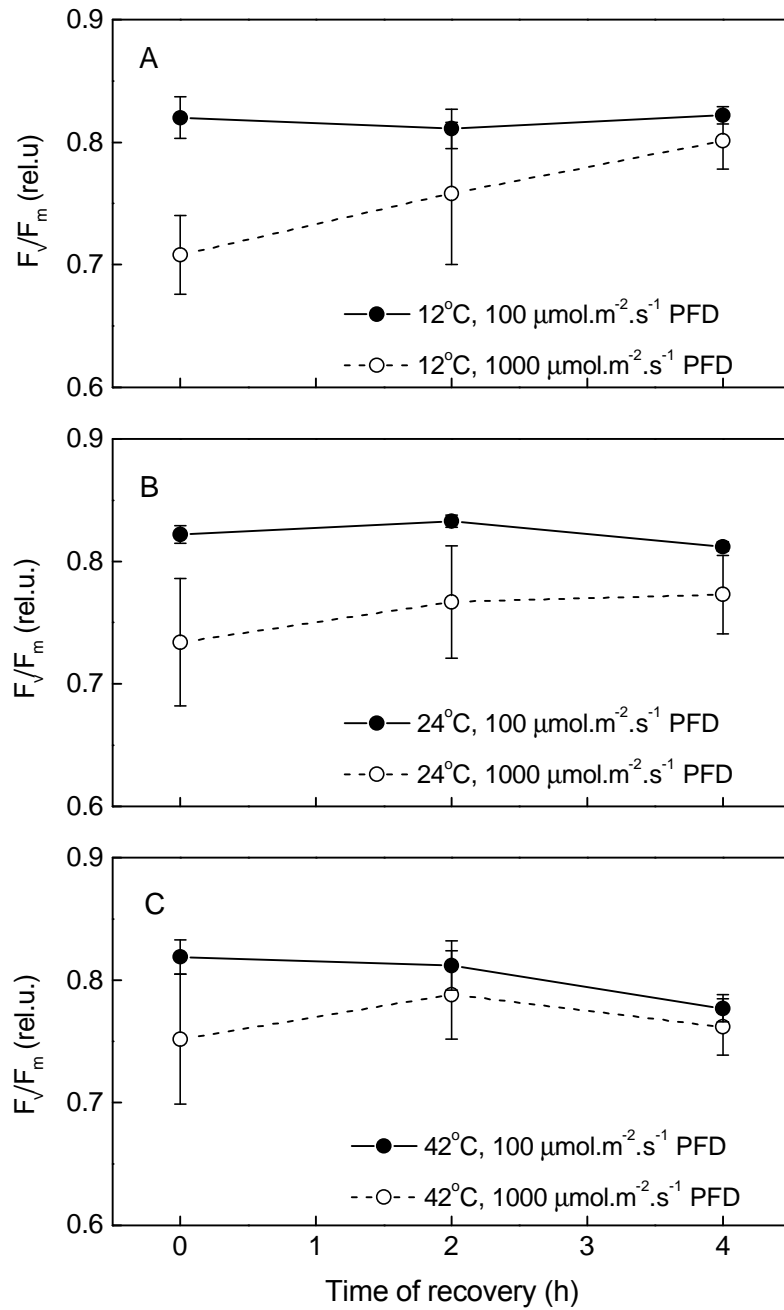 0.9
A
0.8
0.7
0.6
Fv/Fm (rel.u)
12°C, 100 μmol.m⁻².s⁻¹ PFD
12°C, 1000 μmol.m⁻².s⁻¹ PFD
0.9
B
0.8
0.7
0.6
Fv/Fm (rel.u.)
24°C, 100 μmol.m⁻².s⁻¹ PFD
24°C, 1000 μmol.m⁻².s⁻¹ PFD
0.9
C
0.8
0.7
0.6
Fv/Fm (rel.u.)
42°C, 100 μmol.m⁻².s⁻¹ PFD
42°C, 1000 μmol.m⁻².s⁻¹ PFD
0 1 2 3 4
Time of recovery (h)